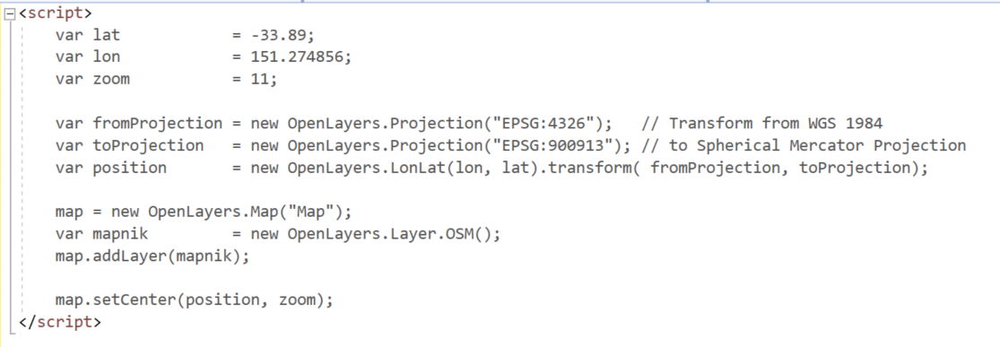 <script>
var lat = -33.89;
var lon = 151.274856;
var zoom = 11;
var fromProjection = new OpenLayers.Projection("EPSG:4326"); // Transform from WGS 1984
var toProjection = new OpenLayers.Projection("EPSG:900913"); // to Spherical Mercator Projection
var position = new OpenLayers.LonLat(lon, lat).transform( fromProjection, toProjection);
map = new OpenLayers.Map("Map");
var mapnik = new OpenLayers.Layer.OSM();
map.addLayer(mapnik);
map.setCenter(position, zoom);
</script>